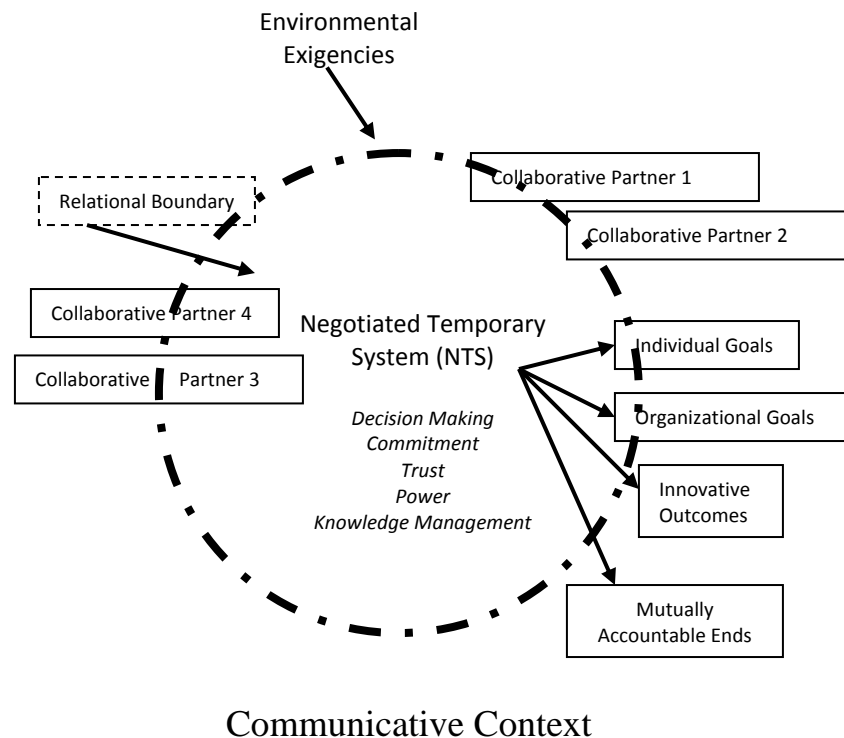 Environmental
Exigencies
Collaborative Partner 1
Relational Boundary
Collaborative Partner 2
Collaborative Partner 4
Collaborative Partner 3
Negotiated Temporary
System (NTS)
Decision Making
Commitment
Trust
Power
Knowledge Management
Individual Goals
Organizational Goals
Innovative
Outcomes
Mutually
Accountable Ends
Communicative Context